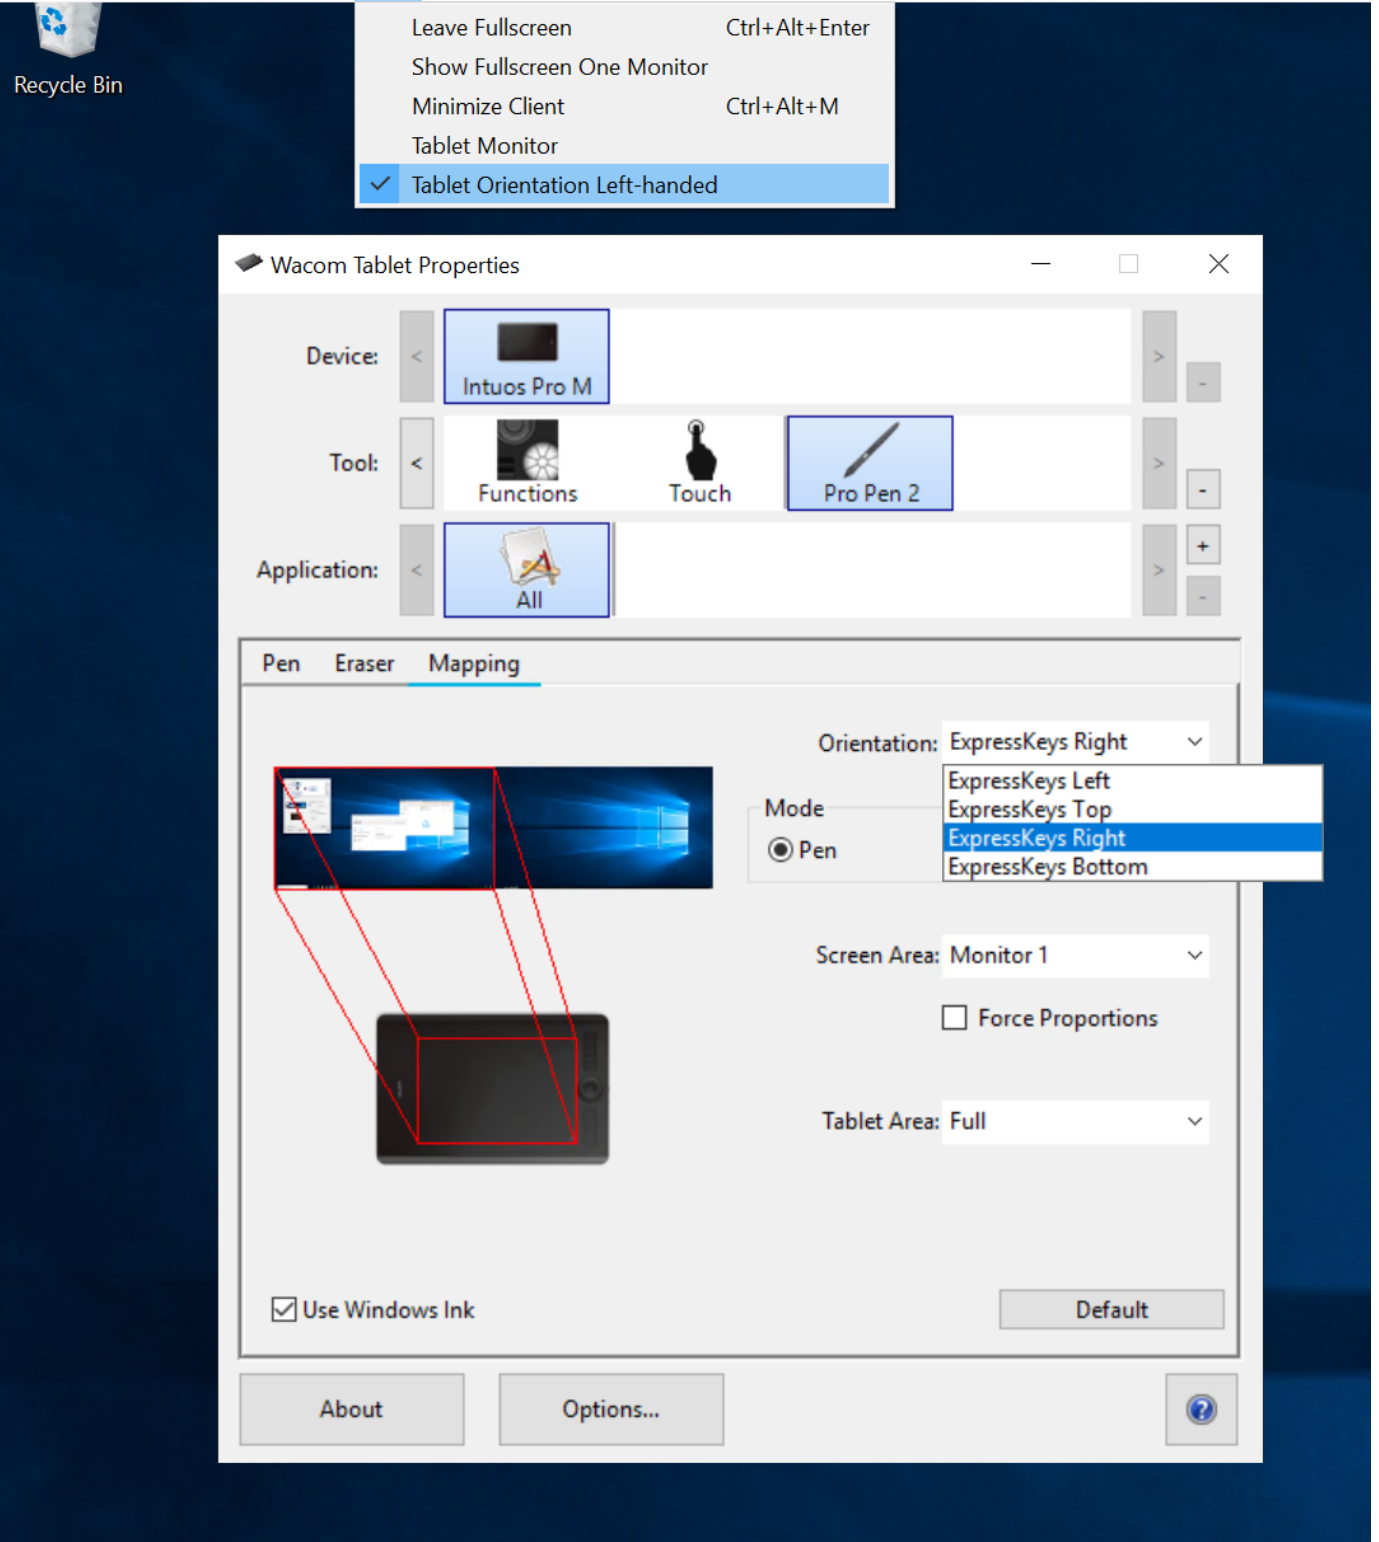 Leave Fullscreen Ctrl+Alt+Enter
Show Fullscreen One Monitor
Minimize Client Ctrl+Alt+M
Tablet Monitor
Tablet Orientation Left-handed
Recycle Bin
Wacom Tablet Properties
Device: < Intuos Pro M > -
Tool: < Functions Touch Pro Pen 2 > -
Application: < All > + -
Pen Eraser Mapping
Orientation: ExpressKeys Right
ExpressKeys Left
ExpressKeys Top
ExpressKeys Right
ExpressKeys Bottom
Mode
Pen
Screen Area: Monitor 1
Force Proportions
Tablet Area: Full
Use Windows Ink
Default
About
Options...
?